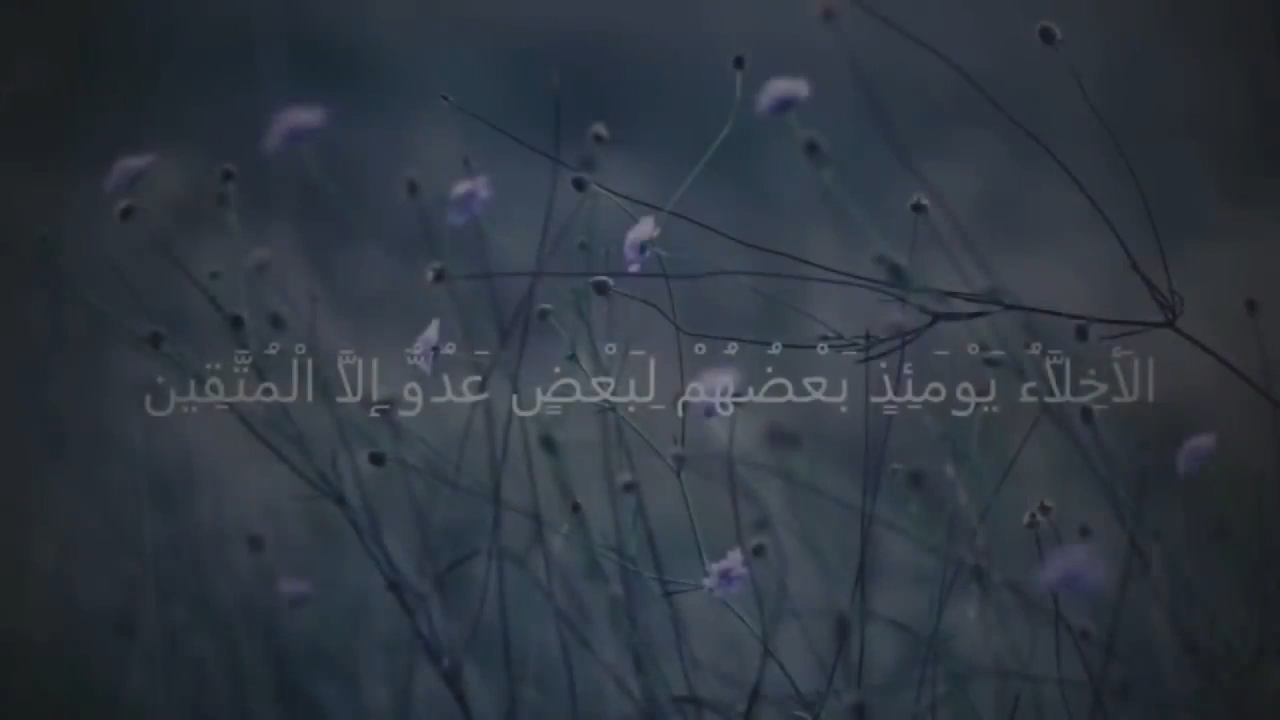 الْأَخِلَّاءُ يَوْمَئِذٍ بَعْضُهُمْ لِبَعْضٍ عَدُوٌّ إِلَّا الْمُتَّقِين